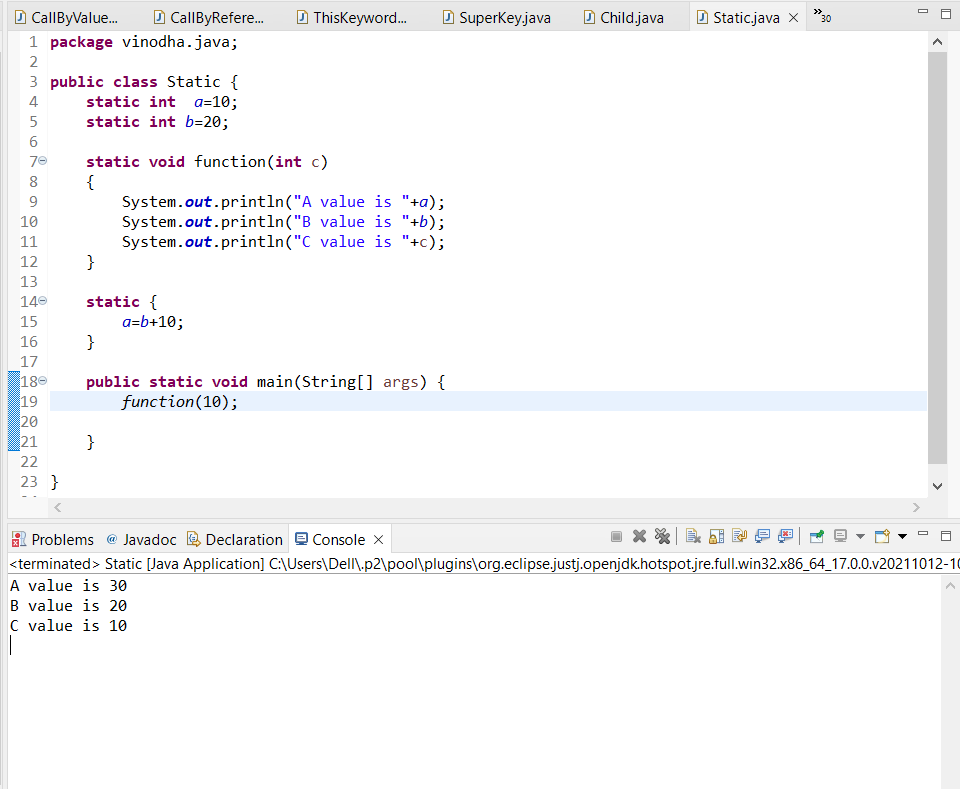 CallByValue... CallByRefere... ThisKeyword... SuperKey.java Child.java Static.java »30
1 package vinodha.java;
2
3 public class Static {
4 static int  a=10;
5 static int b=20;
6
7 static void function(int c)
8 {
9 System.out.println("A value is "+a);
10 System.out.println("B value is "+b);
11 System.out.println("C value is "+c);
12 }
13
14 static {
15 a=b+10;
16 }
17
18 public static void main(String[] args) {
19 function(10);
20
21 }
22
23 }
Problems @ Javadoc Declaration Console
<terminated> Static [Java Application] C:\Users\Dell\.p2\pool\plugins\org.eclipse.justj.openjdk.hotspot.jre.full.win32.x86_64_17.0.0.v20211012-10
A value is 30
B value is 20
C value is 10